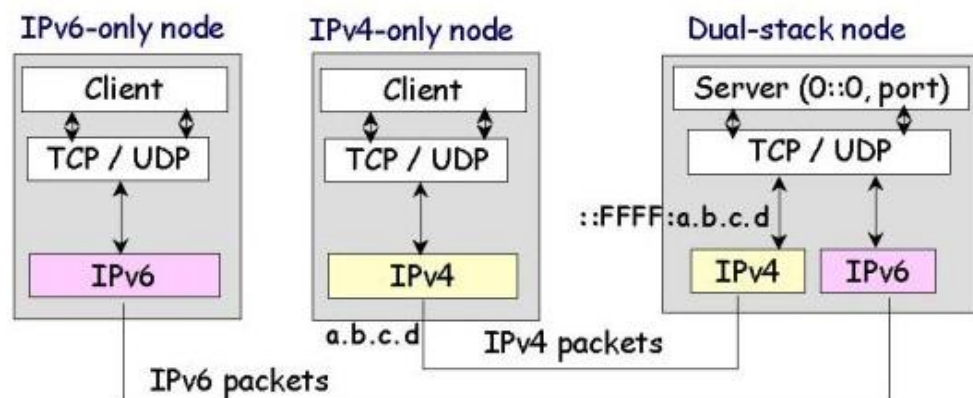 IPv6-only node
IPv4-only node
Dual-stack node
Client
Client
Server (0::0, port)
TCP / UDP
TCP / UDP
TCP / UDP
::FFFF:a.b.c.d
IPv6
IPv4
IPv4
IPv6
a.b.c.d
IPv4 packets
IPv6 packets